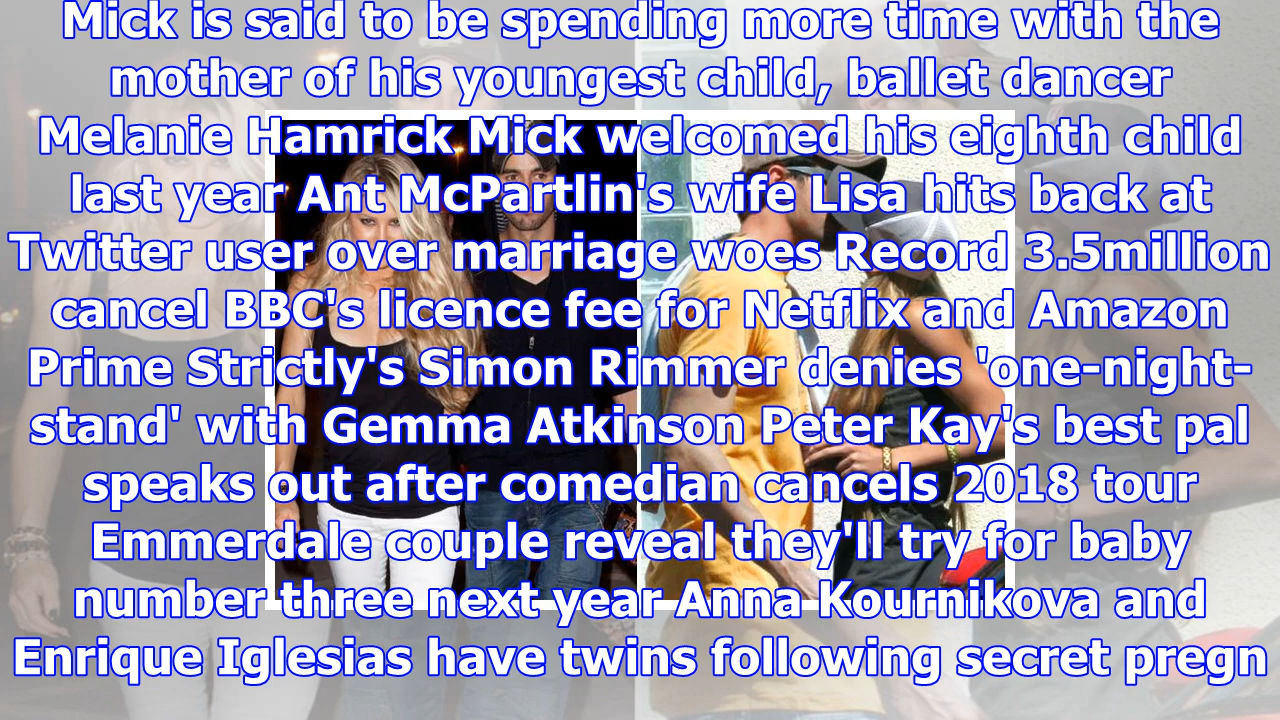 Mick is said to be spending more time with the
mother of his youngest child, ballet dancer
Melanie Hamrick Mick welcomed his eighth child
last year Ant McPartlin's wife Lisa hits back at
Twitter user over marriage woes Record 3.5million
cancel BBC's licence fee for Netflix and Amazon
Prime Strictly's Simon Rimmer denies 'one-night-
stand' with Gemma Atkinson Peter Kay's best pal
speaks out after comedian cancels 2018 tour
Emmerdale couple reveal they'll try for baby
number three next year Anna Kournikova and
Enrique Iglesias have twins following secret pregn